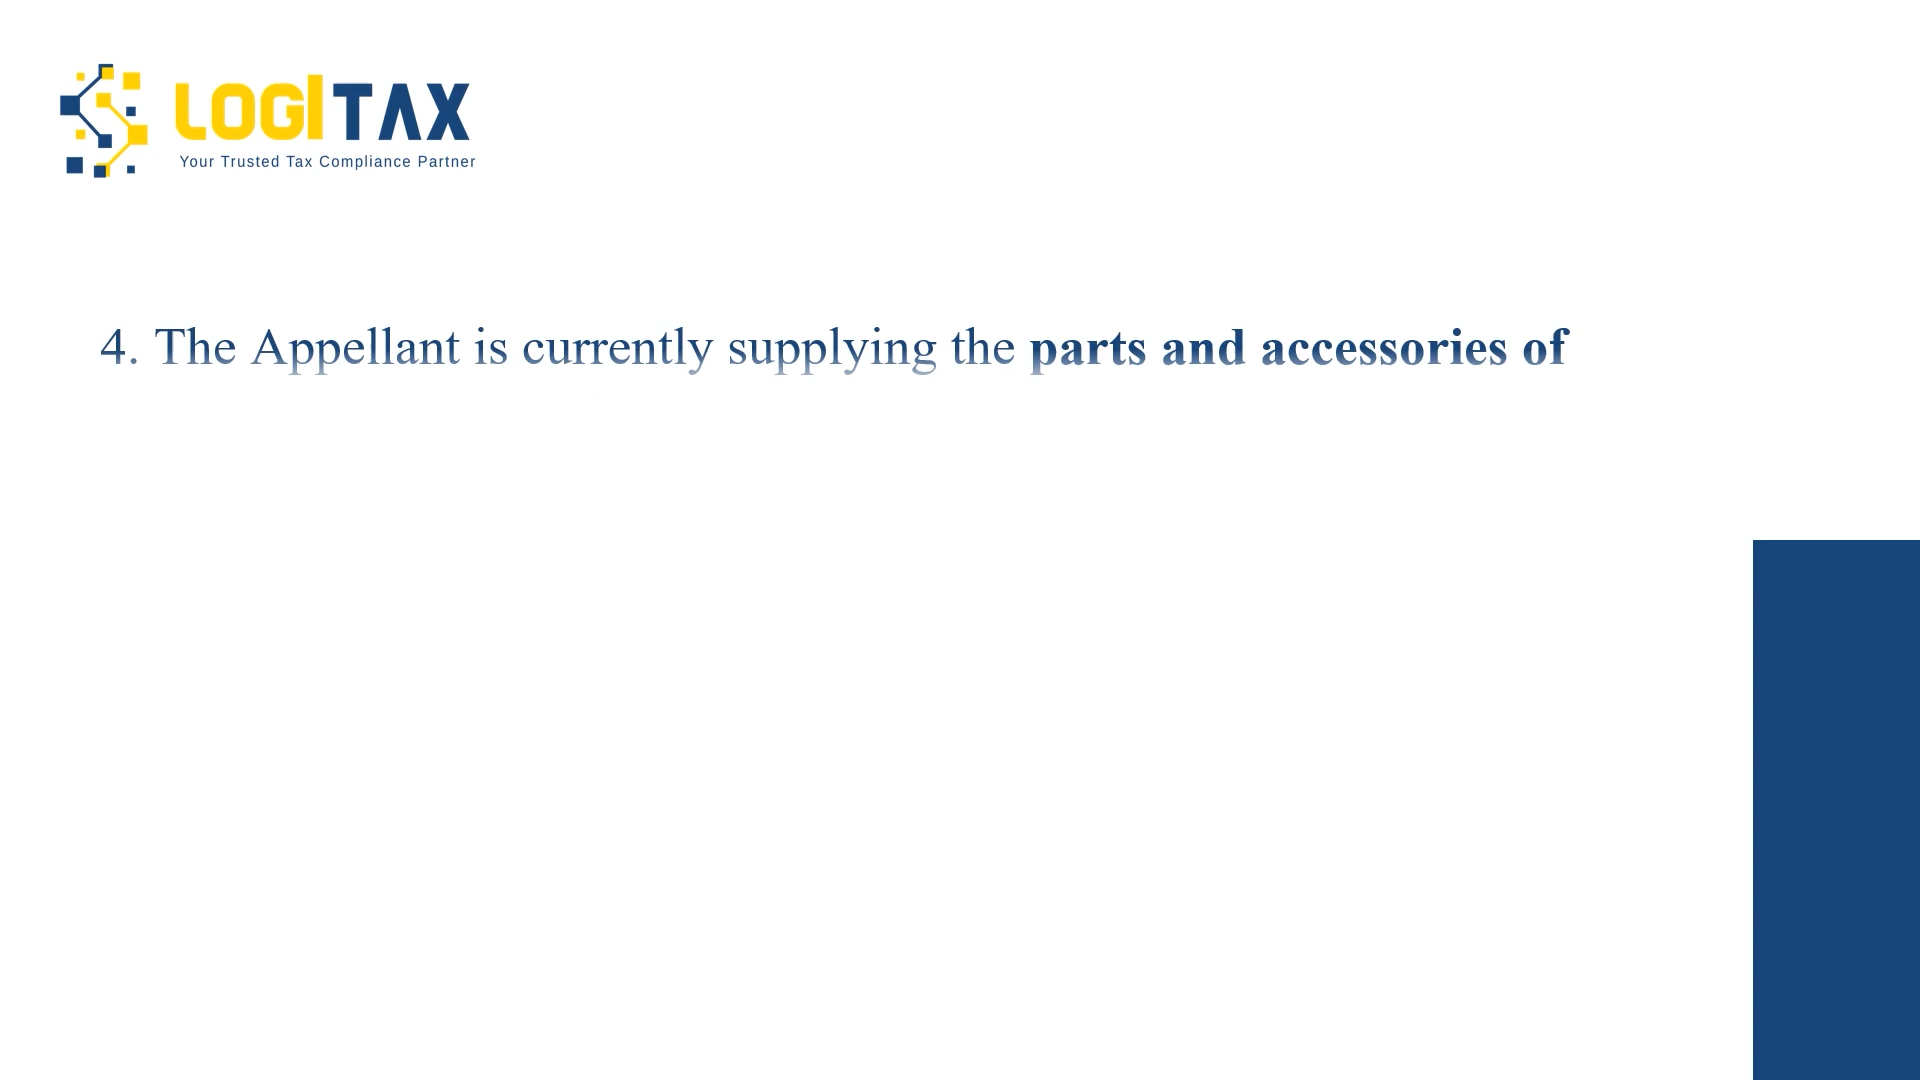 LOGITAX
Your Trusted Tax Compliance Partner
4. The Appellant is currently supplying the parts and accessories of